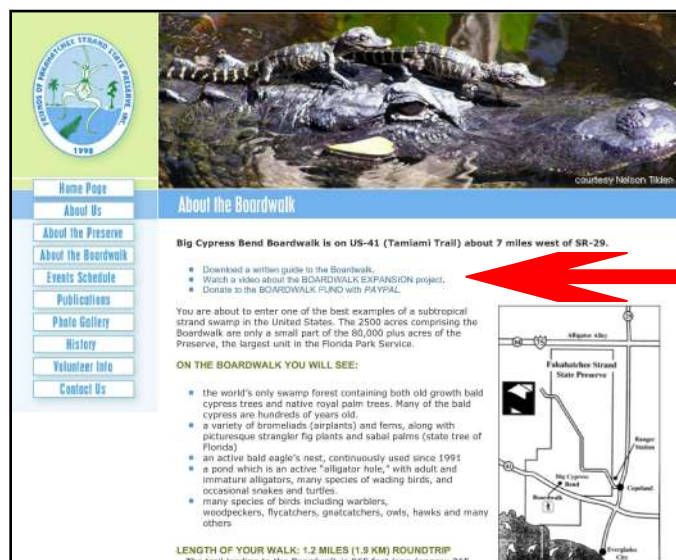 FRIENDS OF FAKAHATCHEE STRAND STATE PRESERVE, INC.
1998
courtesy Nelson Tilden
Home Page
About Us
About the Preserve
About the Boardwalk
Events Schedule
Publications
Photo Gallery
History
Volunteer Info
Contact Us
About the Boardwalk
Big Cypress Bend Boardwalk is on US-41 (Tamiami Trail) about 7 miles west of SR-29.
Download a written guide to the Boardwalk.
Watch a video about the BOARDWALK EXPANSION project.
Donate to the BOARDWALK FUND with PAYPAL.
You are about to enter one of the best examples of a subtropical
strand swamp in the United States. The 2500 acres comprising the
Boardwalk are only a small part of the 80,000 plus acres of the
Preserve, the largest unit in the Florida Park Service.
ON THE BOARDWALK YOU WILL SEE:
the world's only swamp forest containing both old growth bald
cypress trees and native royal palm trees. Many of the bald
cypress are hundreds of years old.
a variety of bromeliads (airplants) and ferns, along with
picturesque strangler fig plants and sabal palms (state tree of
Florida)
an active bald eagle's nest, continuously used since 1991
a pond which is an active "alligator hole," with adult and
immature alligators, many species of wading birds, and
occasional snakes and turtles.
many species of birds including warblers,
woodpeckers, flycatchers, gnatcatchers, owls, hawks and many
others
LENGTH OF YOUR WALK: 1.2 MILES (1.9 KM) ROUNDTRIP
29
Alligator Alley
84
75
Fakahatchee Strand
State Preserve
Ranger
Station
41
Big Cypress
Bend
Boardwalk
Copeland
Everglades
City